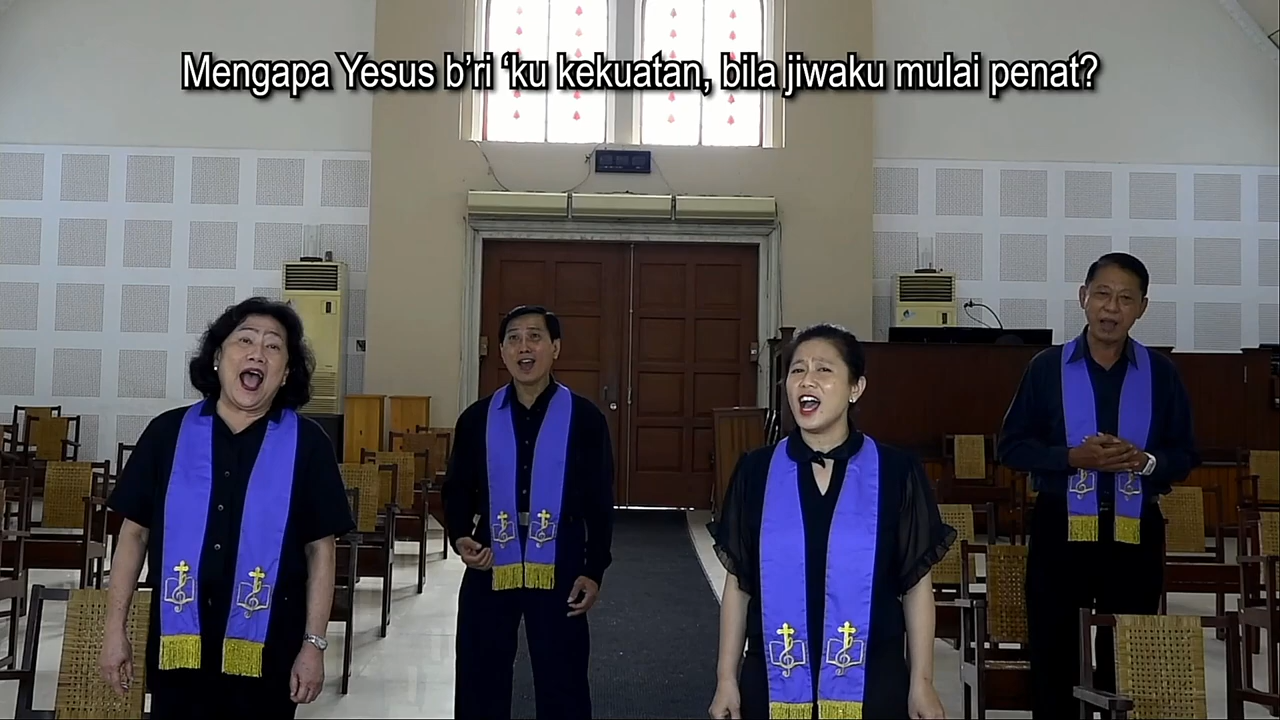 Mengapa Yesus b’ri ‘ku kekuatan, bila jiwaku mulai penat?